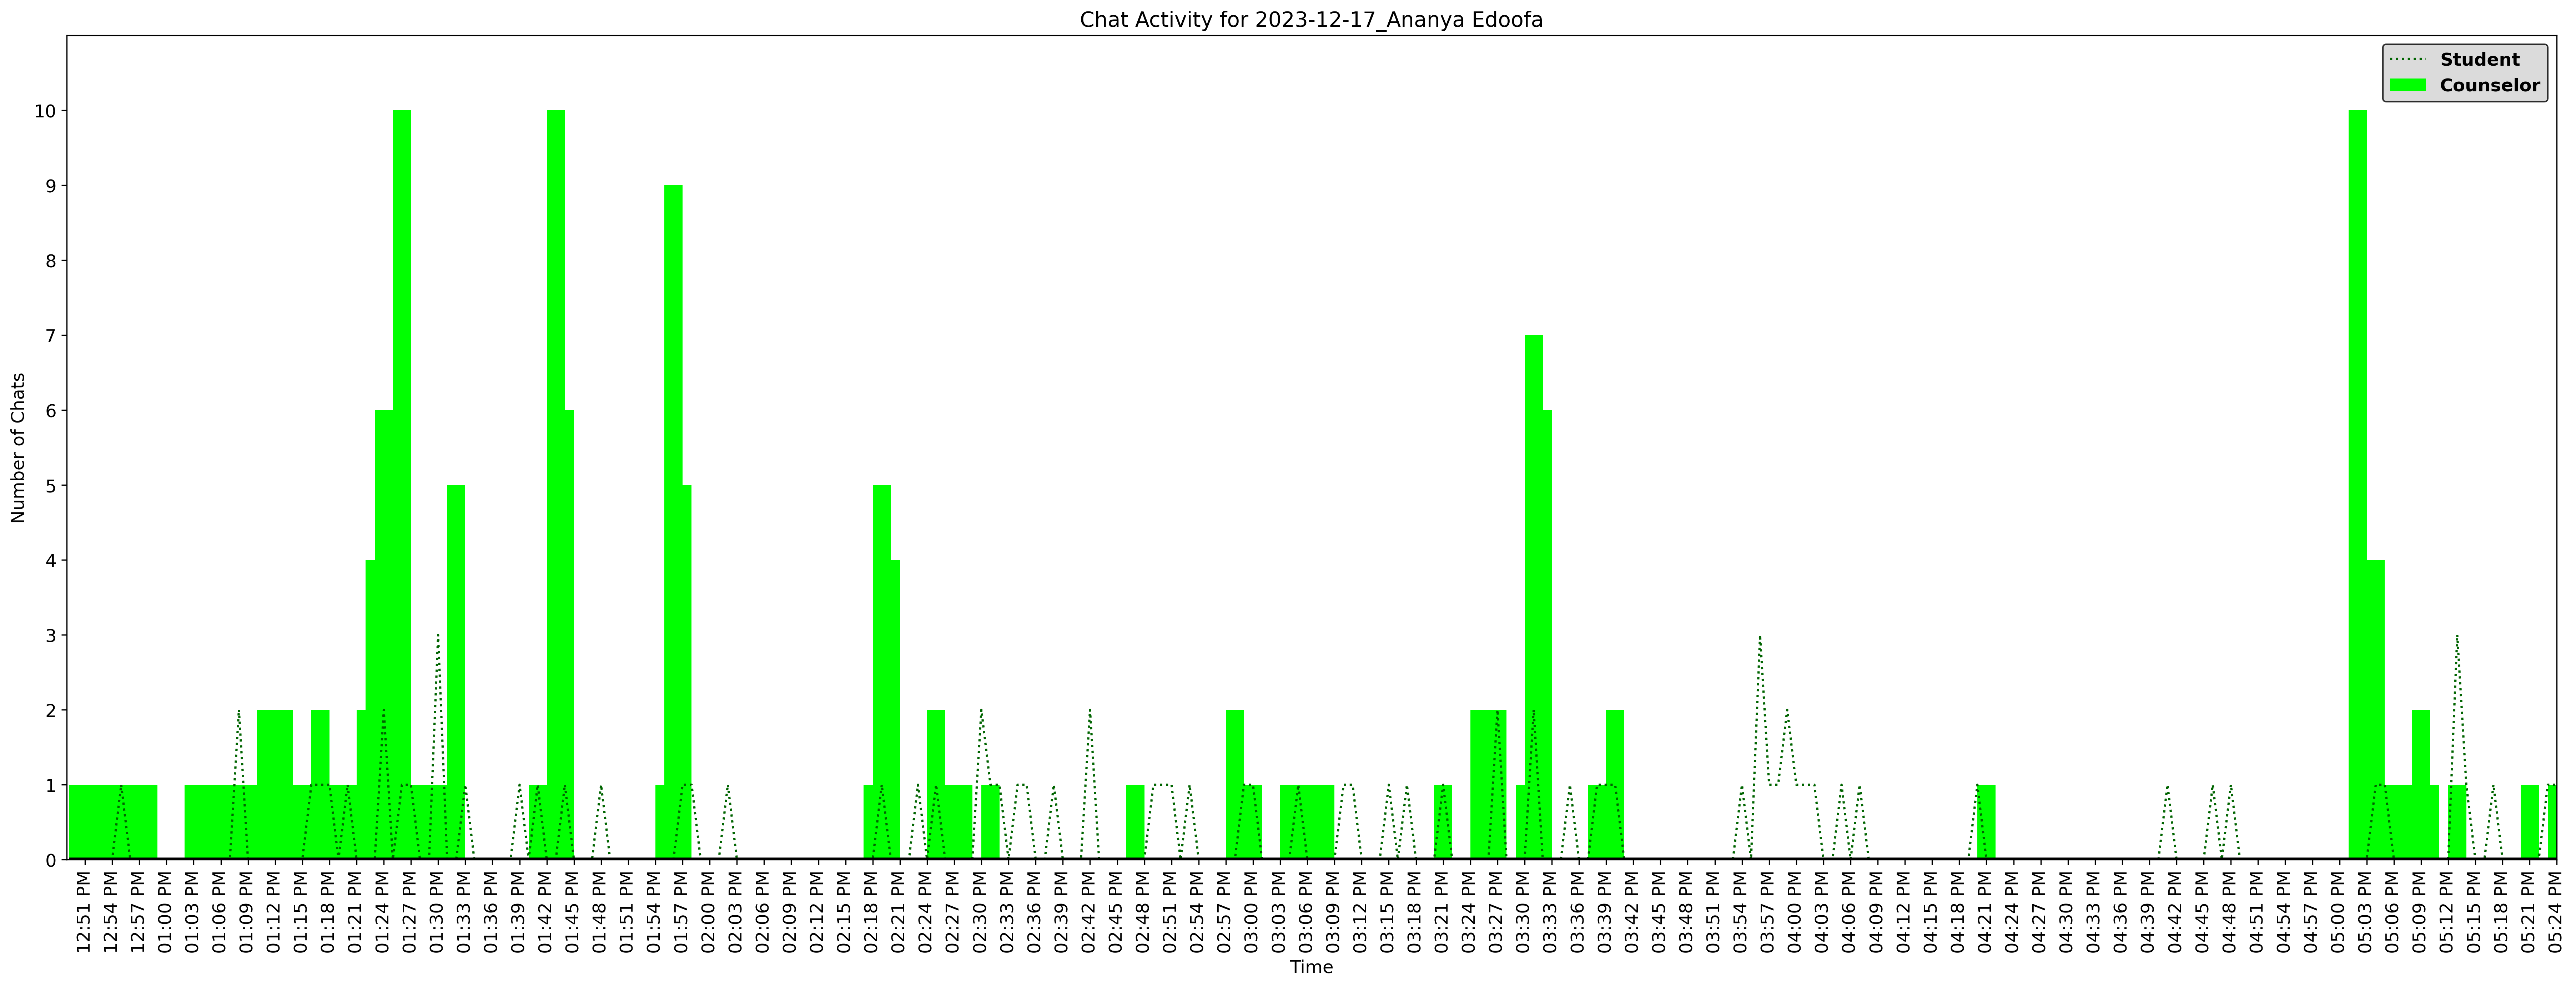 Chat Activity for 2023-12-17_Ananya Edoofa
Student
Counselor
Number of Chats
10
9
8
7
6
5
4
3
2
1
0
12:51 PM
12:54 PM
12:57 PM
01:00 PM
01:03 PM
01:06 PM
01:09 PM
01:12 PM
01:15 PM
01:18 PM
01:21 PM
01:24 PM
01:27 PM
01:30 PM
01:33 PM
01:36 PM
01:39 PM
01:42 PM
01:45 PM
01:48 PM
01:51 PM
01:54 PM
01:57 PM
02:00 PM
02:03 PM
02:06 PM
02:09 PM
02:12 PM
02:15 PM
02:18 PM
02:21 PM
02:24 PM
02:27 PM
02:30 PM
02:33 PM
02:36 PM
02:39 PM
02:42 PM
02:45 PM
02:48 PM
02:51 PM
02:54 PM
02:57 PM
03:00 PM
03:03 PM
03:06 PM
03:09 PM
03:12 PM
03:15 PM
03:18 PM
03:21 PM
03:24 PM
03:27 PM
03:30 PM
03:33 PM
03:36 PM
03:39 PM
03:42 PM
03:45 PM
03:48 PM
03:51 PM
03:54 PM
03:57 PM
04:00 PM
04:03 PM
04:06 PM
04:09 PM
04:12 PM
04:15 PM
04:18 PM
04:21 PM
04:24 PM
04:27 PM
04:30 PM
04:33 PM
04:36 PM
04:39 PM
04:42 PM
04:45 PM
04:48 PM
04:51 PM
04:54 PM
04:57 PM
05:00 PM
05:03 PM
05:06 PM
05:09 PM
05:12 PM
05:15 PM
05:18 PM
05:21 PM
05:24 PM
Time